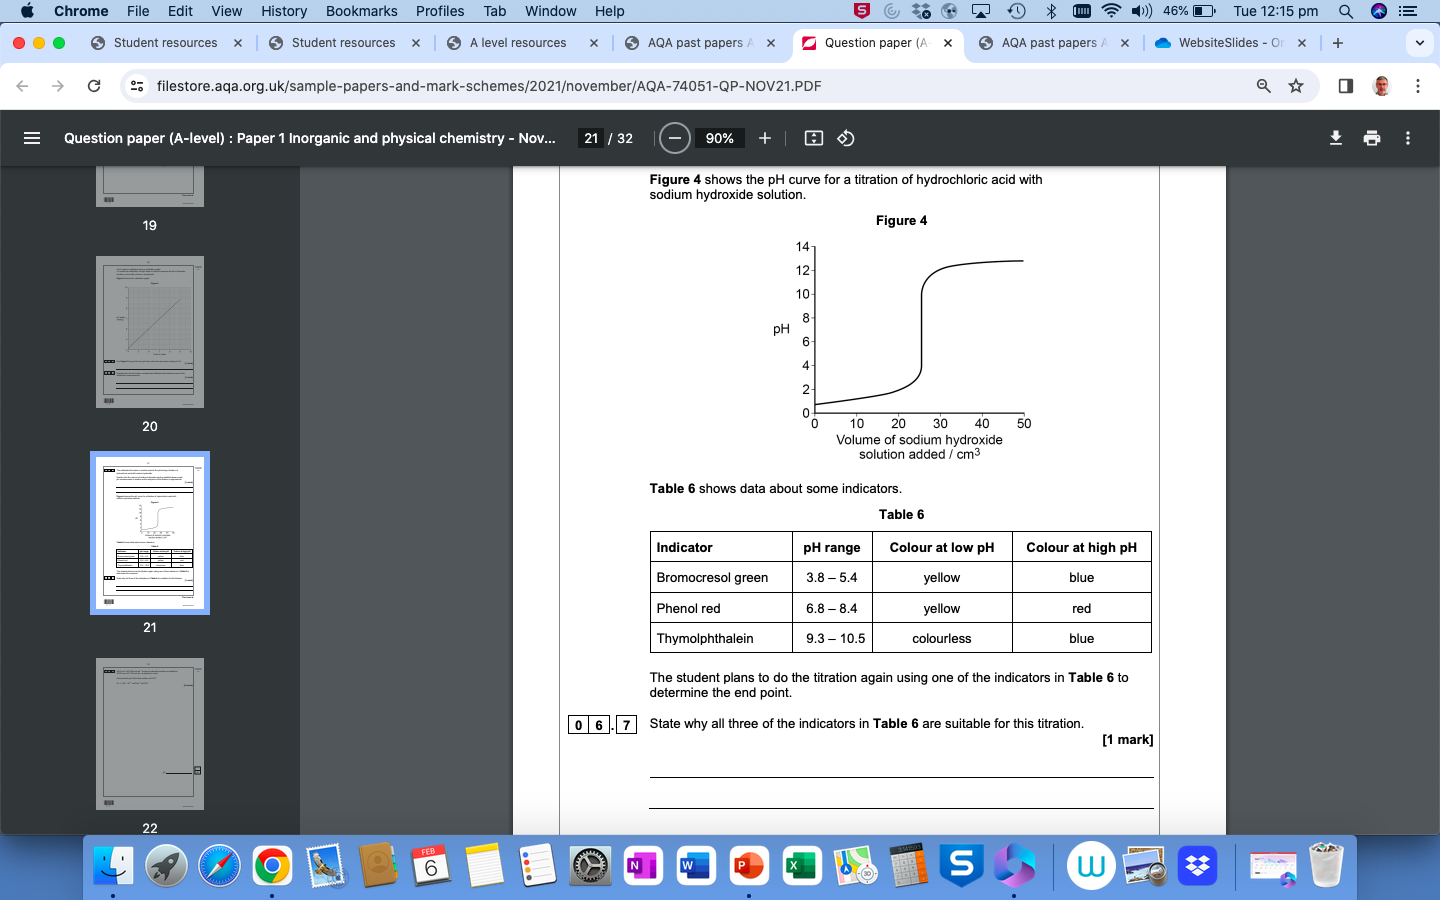 Chrome File Edit View History Bookmarks Profiles Tab Window Help 46% Tue 12:15 pm
Student resources Student resources A level resources AQA past papers A Question paper (A- AQA past papers A WebsiteSlides - Or
filestore.aqa.org.uk/sample-papers-and-mark-schemes/2021/november/AQA-74051-QP-NOV21.PDF
Question paper (A-level) : Paper 1 Inorganic and physical chemistry - Nov... 21 / 32 90%
19
20
21
22
Figure 4 shows the pH curve for a titration of hydrochloric acid with
sodium hydroxide solution.
Figure 4
14
12
10
8
pH
6
4
2
0
0 10 20 30 40 50
Volume of sodium hydroxide
solution added / cm3
Table 6 shows data about some indicators.
Table 6
Indicator pH range Colour at low pH Colour at high pH
Bromocresol green 3.8 – 5.4 yellow blue
Phenol red 6.8 – 8.4 yellow red
Thymolphthalein 9.3 – 10.5 colourless blue
The student plans to do the titration again using one of the indicators in Table 6 to
determine the end point.
0 6 . 7 State why all three of the indicators in Table 6 are suitable for this titration.
[1 mark]
FEB
6
N W P X 3D S W